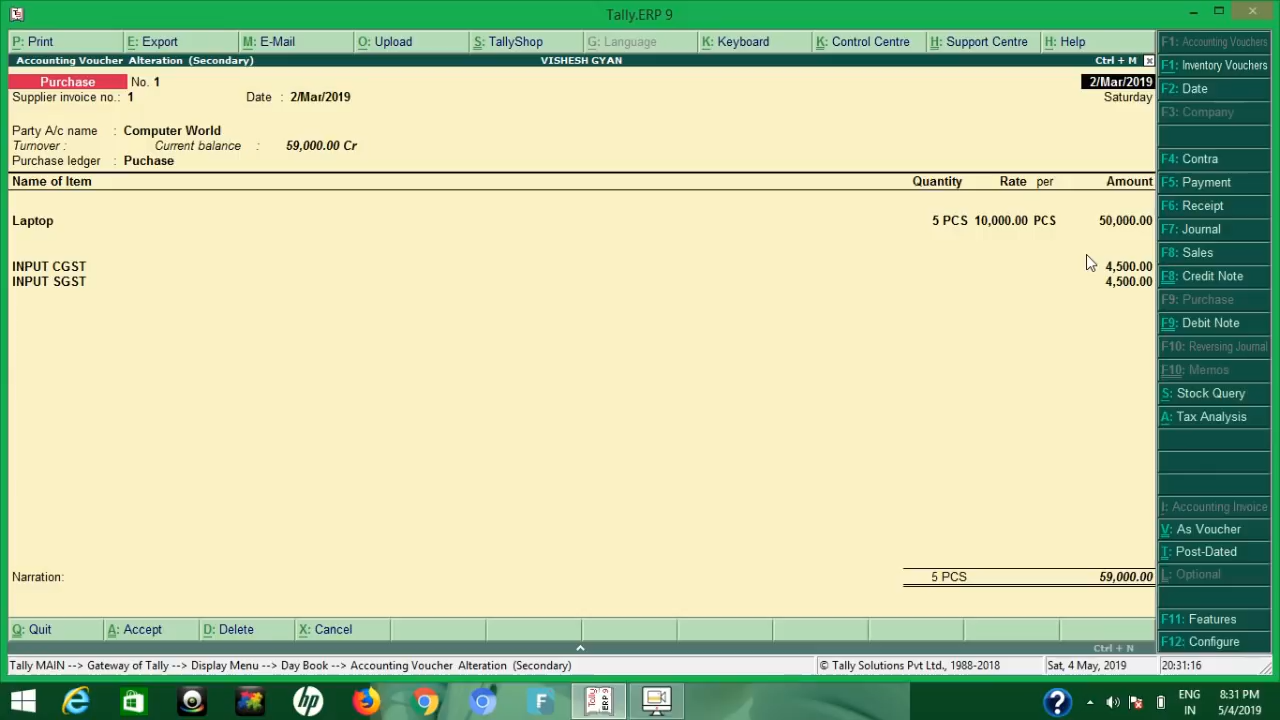 Tally.ERP 9
P: Print E: Export M: E-Mail O: Upload S: TallyShop G: Language K: Keyboard K: Control Centre H: Support Centre H: Help
Accounting Voucher Alteration (Secondary) VISHESH GYAN Ctrl + M
Purchase No. 1 2/Mar/2019
Supplier invoice no.: 1 Date : 2/Mar/2019 Saturday
Party A/c name : Computer World
Turnover : Current balance : 59,000.00 Cr
Purchase ledger : Puchase
Name of Item Quantity Rate per Amount
Laptop 5 PCS 10,000.00 PCS 50,000.00
INPUT CGST 4,500.00
INPUT SGST 4,500.00
Narration: 5 PCS 59,000.00
Q: Quit A: Accept D: Delete X: Cancel
Ctrl + N
Tally MAIN --> Gateway of Tally --> Display Menu --> Day Book --> Accounting Voucher Alteration (Secondary) © Tally Solutions Pvt Ltd., 1988-2018 Sat, 4 May, 2019 20:31:16
F1: Accounting Vouchers
F1: Inventory Vouchers
F2: Date
F3: Company
F4: Contra
F5: Payment
F6: Receipt
F7: Journal
F8: Sales
F8: Credit Note
F9: Purchase
F9: Debit Note
F10: Reversing Journal
F10: Memos
S: Stock Query
A: Tax Analysis
I: Accounting Invoice
V: As Voucher
T: Post-Dated
L: Optional
F11: Features
F12: Configure
hp F Tally ERP 9 ? ENG 8:31 PM
IN 5/4/2019